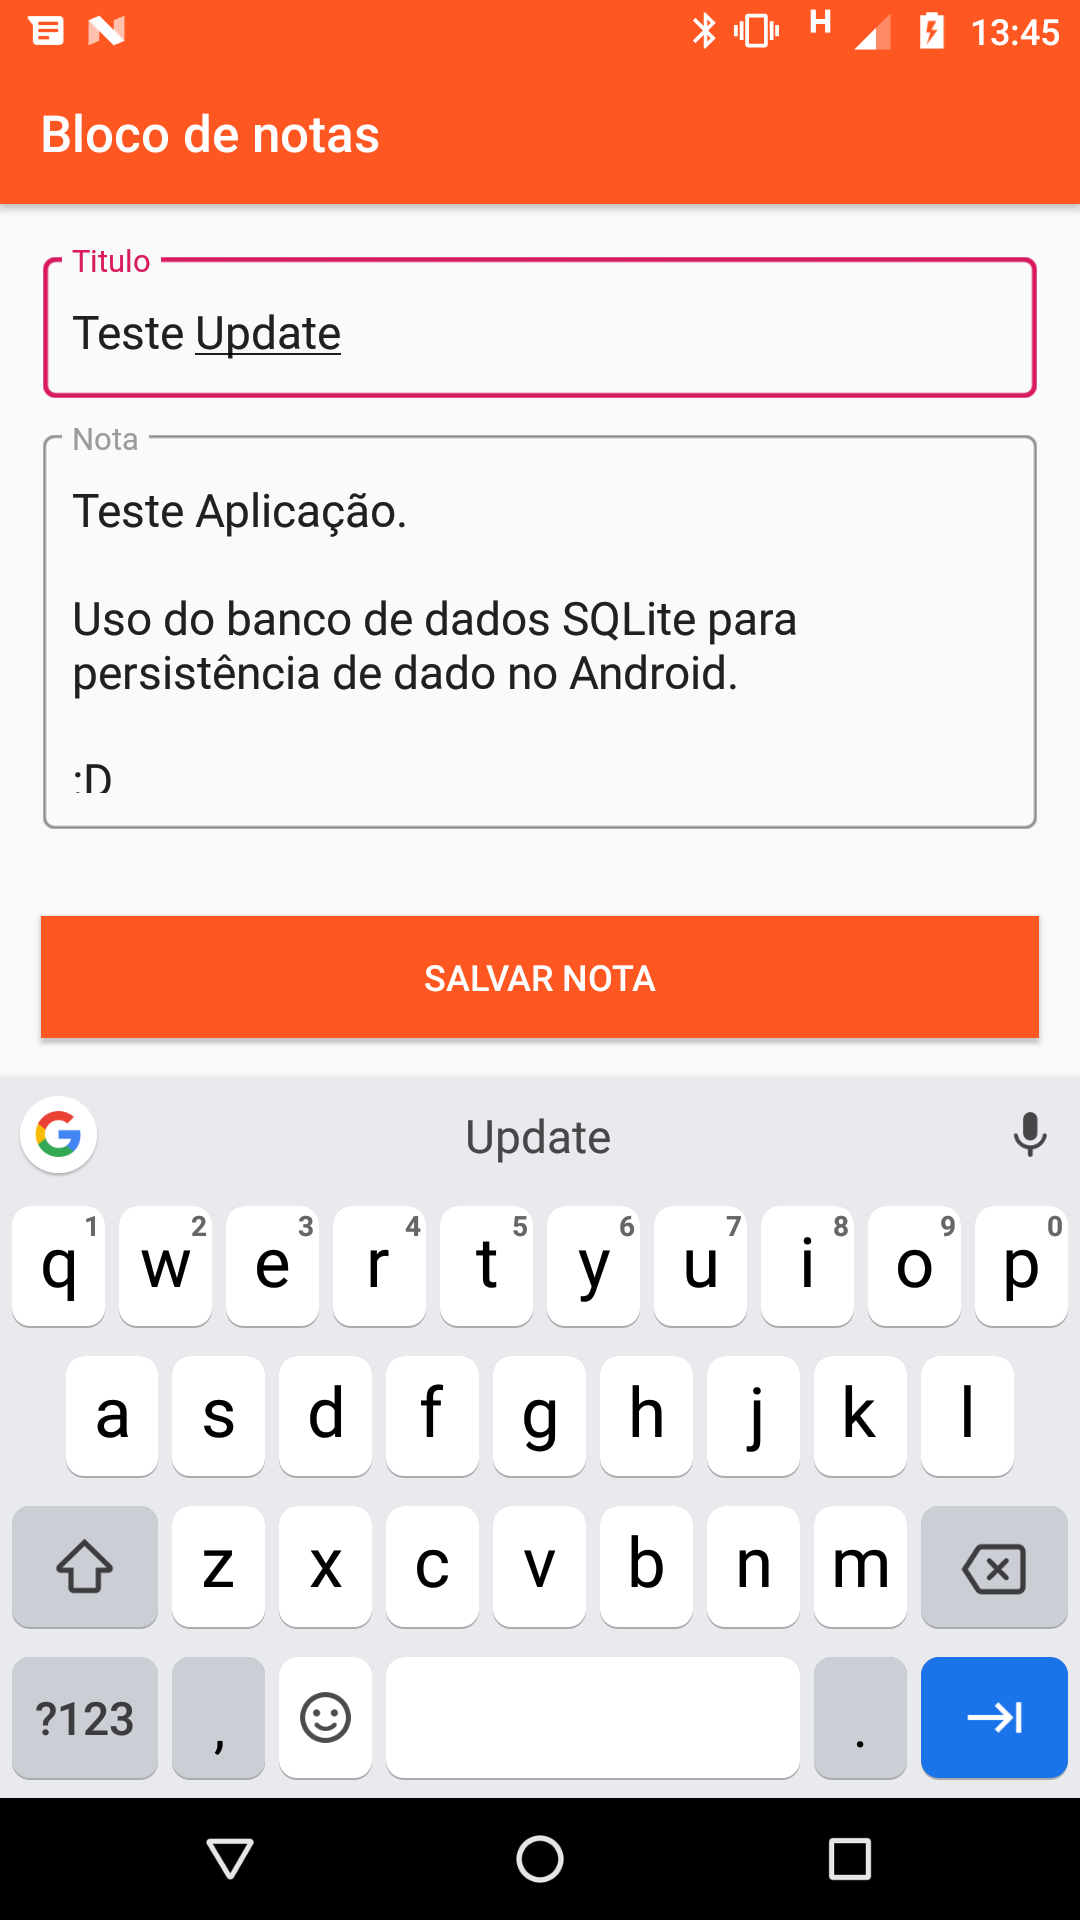 H 13:45
Bloco de notas
Titulo
Teste Update
Nota
Teste Aplicação.
Uso do banco de dados SQLite para
persistência de dado no Android.
:D
SALVAR NOTA
Update
1 2 3 4 5 6 7 8 9 0
q w e r t y u i o p
a s d f g h j k l
z x c v b n m
?123 , .